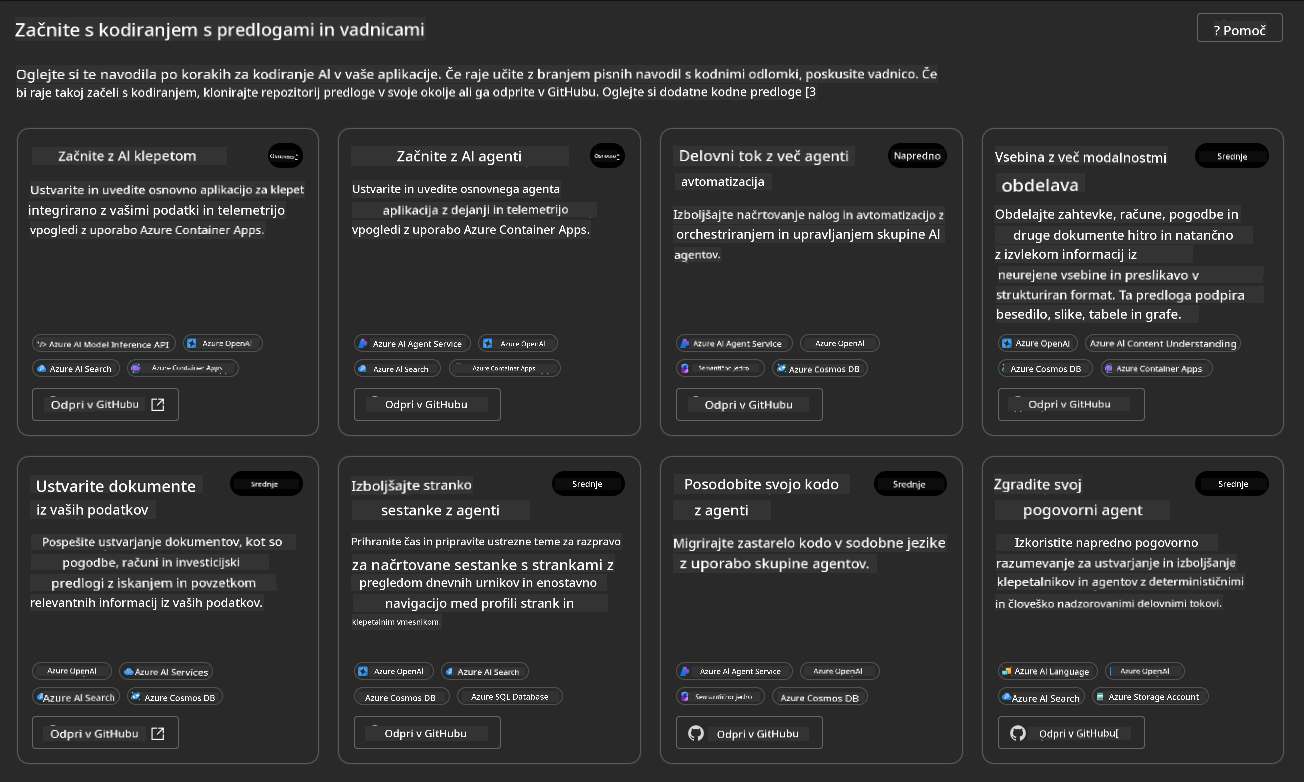 Začnite s kodiranjem s predlogami in vadnicami
? Pomoč
Oglejte si te navodila po korakih za kodiranje AI v vaše aplikacije. Če raje učite z branjem pisnih navodil s kodnimi odlomki, poskusite vadnico. Če
bi raje takoj začeli s kodiranjem, klonirajte repozitorij predloge v svoje okolje ali ga odprite v GitHubu. Oglejte si dodatne kodne predloge [3
Začnite z AI klepetom
Ustvarite in uvedite osnovno aplikacijo za klepet
integrirano z vašimi podatki in telemetrijo
vpogledi z uporabo Azure Container Apps.
Azure AI Model Inference API
Azure OpenAI
Azure AI Search
Azure Container Apps
Odpri v GitHubu
Začnite z AI agenti
Ustvarite in uvedite osnovnega agenta
aplikacija z dejanji in telemetrijo
vpogledi z uporabo Azure Container Apps.
Azure AI Agent Service
Azure OpenAI
Azure AI Search
Azure Container Apps
Odpri v GitHubu
Delovni tok z več agenti
Napredno
avtomatizacija
Izboljšajte načrtovanje nalog in avtomatizacijo z
orchestriranjem in upravljanjem skupine AI
agentov.
Azure AI Agent Service
Azure OpenAI
Semantično jedro
Azure Cosmos DB
Odpri v GitHubu
Vsebina z več modalnostmi
Srednje
obdelava
Obdelajte zahtevke, račune, pogodbe in
druge dokumente hitro in natančno
z izvlekom informacij iz
neurejene vsebine in preslikavo v
strukturiran format. Ta predloga podpira
besedilo, slike, tabele in grafe.
Azure OpenAI
Azure AI Content Understanding
Azure Cosmos DB
Azure Container Apps
Odpri v GitHubu
Ustvarite dokumente
Srednje
iz vaših podatkov
Pospešite ustvarjanje dokumentov, kot so
pogodbe, računi in investicijski
predlogi z iskanjem in povzetkom
relevantnih informacij iz vaših podatkov.
Azure OpenAI
Azure AI Services
Azure AI Search
Azure Cosmos DB
Odpri v GitHubu
Izboljšajte stranko
Srednje
sestanke z agenti
Prihranite čas in pripravite ustrezne teme za razpravo
za načrtovane sestanke s strankami z
pregledom dnevnih urnikov in enostavno
navigacijo med profili strank in
klepetalnim vmesnikom.
Azure OpenAI
Azure AI Search
Azure Cosmos DB
Azure SQL Database
Odpri v GitHubu
Posodobite svojo kodo
Srednje
z agenti
Migrirajte zastarelo kodo v sodobne jezike
z uporabo skupine agentov.
Azure AI Agent Service
Azure OpenAI
Semantično jedro
Azure Cosmos DB
Odpri v GitHubu
Zgradite svoj
Srednje
pogovorni agent
Izkoristite napredno pogovorno
razumevanje za ustvarjanje in izboljšanje
klepetalnikov in agentov z determinističnimi
in človeško nadzorovanimi delovnimi tokovi.
Azure AI Language
Azure OpenAI
Azure AI Search
Azure Storage Account
Odpri v GitHubu[